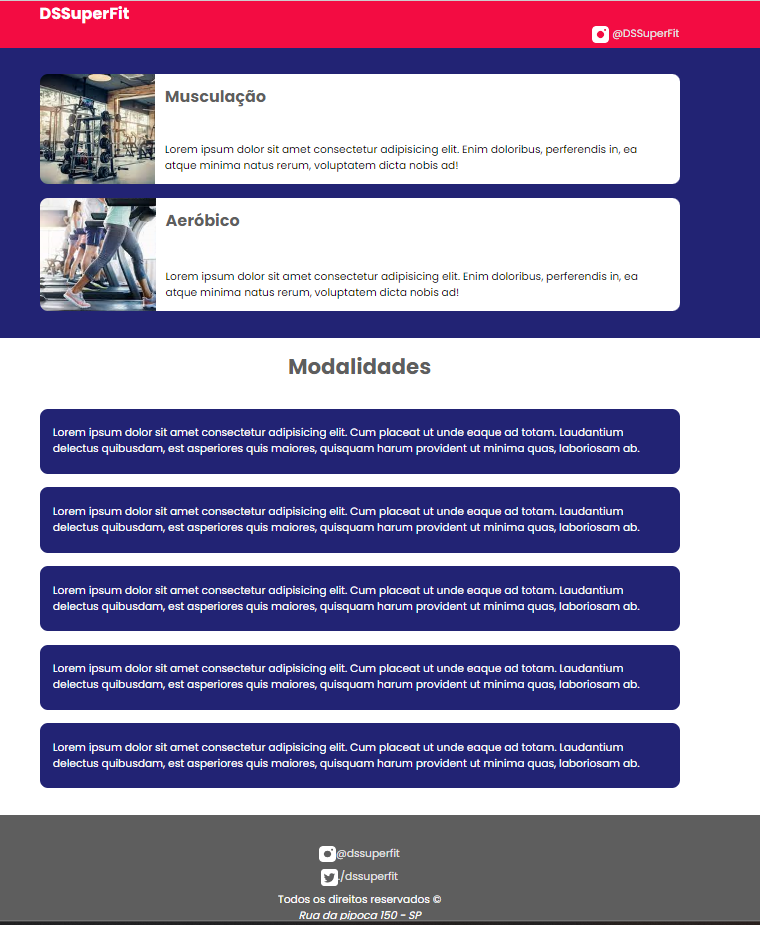 DSSuperFit
@DSSuperFit
Musculação
Lorem ipsum dolor sit amet consectetur adipisicing elit. Enim doloribus, perferendis in, ea
atque minima natus rerum, voluptatem dicta nobis ad!
Aeróbico
Lorem ipsum dolor sit amet consectetur adipisicing elit. Enim doloribus, perferendis in, ea
atque minima natus rerum, voluptatem dicta nobis ad!
Modalidades
Lorem ipsum dolor sit amet consectetur adipisicing elit. Cum placeat ut unde eaque ad totam. Laudantium
delectus quibusdam, est asperiores quis maiores, quisquam harum provident ut minima quas, laboriosam ab.
Lorem ipsum dolor sit amet consectetur adipisicing elit. Cum placeat ut unde eaque ad totam. Laudantium
delectus quibusdam, est asperiores quis maiores, quisquam harum provident ut minima quas, laboriosam ab.
Lorem ipsum dolor sit amet consectetur adipisicing elit. Cum placeat ut unde eaque ad totam. Laudantium
delectus quibusdam, est asperiores quis maiores, quisquam harum provident ut minima quas, laboriosam ab.
Lorem ipsum dolor sit amet consectetur adipisicing elit. Cum placeat ut unde eaque ad totam. Laudantium
delectus quibusdam, est asperiores quis maiores, quisquam harum provident ut minima quas, laboriosam ab.
Lorem ipsum dolor sit amet consectetur adipisicing elit. Cum placeat ut unde eaque ad totam. Laudantium
delectus quibusdam, est asperiores quis maiores, quisquam harum provident ut minima quas, laboriosam ab.
@dssuperfit
./dssuperfit
Todos os direitos reservados ©
Rua da pipoca 150 - SP